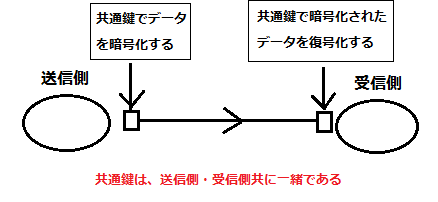 共通鍵でデータ
を暗号化する
共通鍵で暗号化された
データを復号化する
送信側
受信側
共通鍵は、送信側・受信側共に一緒である